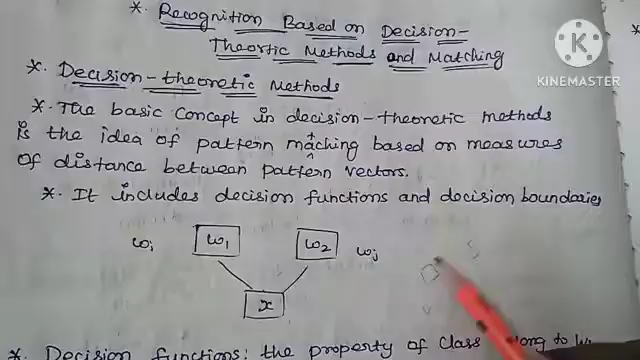 *. Recognition Based on Decision-
Theortic Methods and Matching
K
KINEMASTER
*. Decision-theoretic Methods
*. The basic concept in decision-theoretic methods
is the idea of pattern matching based on measures
of distance between pattern vectors.
*. It includes decision functions and decision boundaries
ωi ω1 ω2 ωj
x
*. Decision functions: the property of class